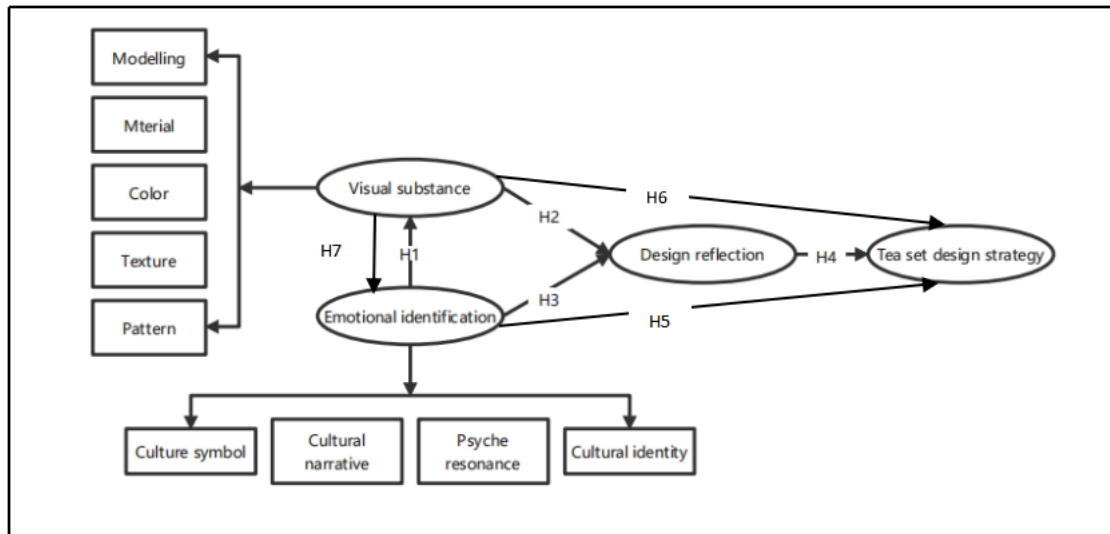 Modelling
Mterial
Color
Texture
Pattern
Visual substance
H6
H2
H7
H1
Design reflection
H4
Tea set design strategy
H3
Emotional identification
H5
Culture symbol
Cultural
narrative
Psyche
resonance
Cultural identity